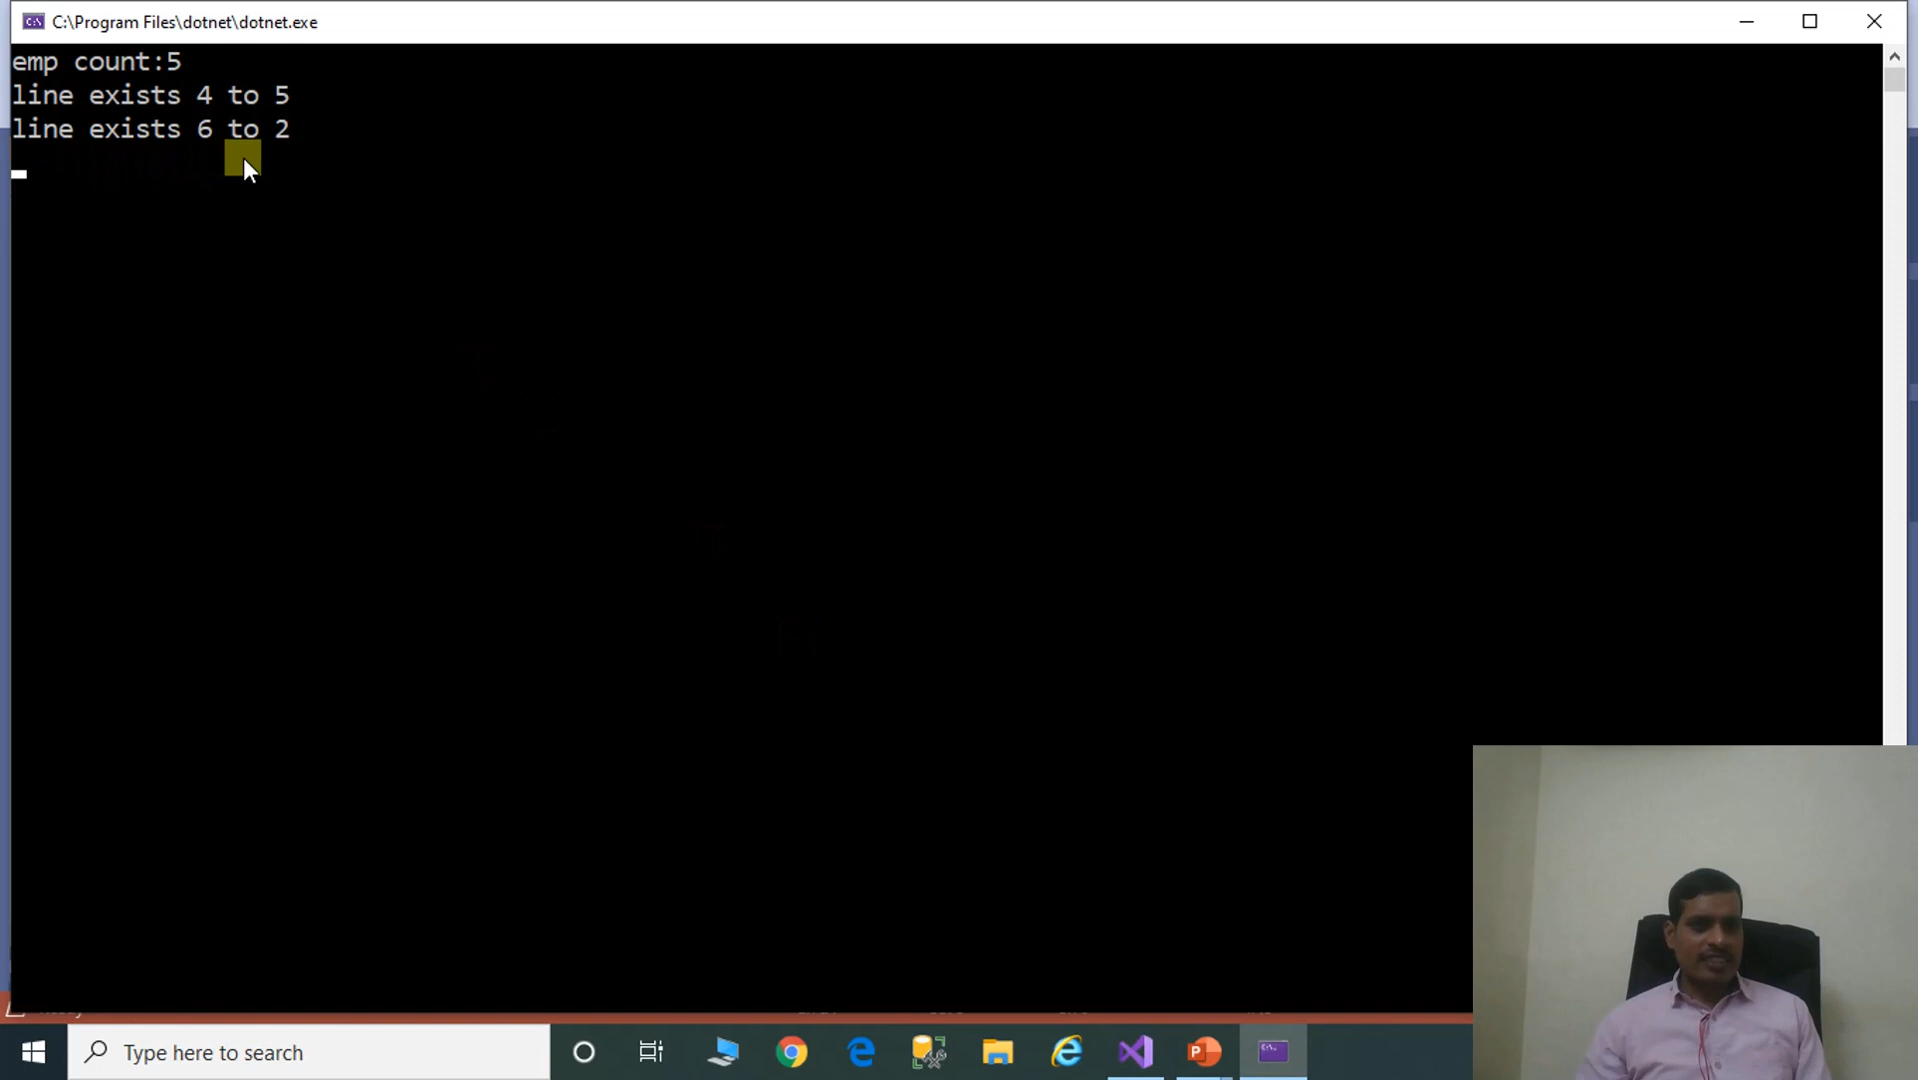 C:\Program Files\dotnet\dotnet.exe
emp count:5
line exists 4 to 5
line exists 6 to 2
Type here to search